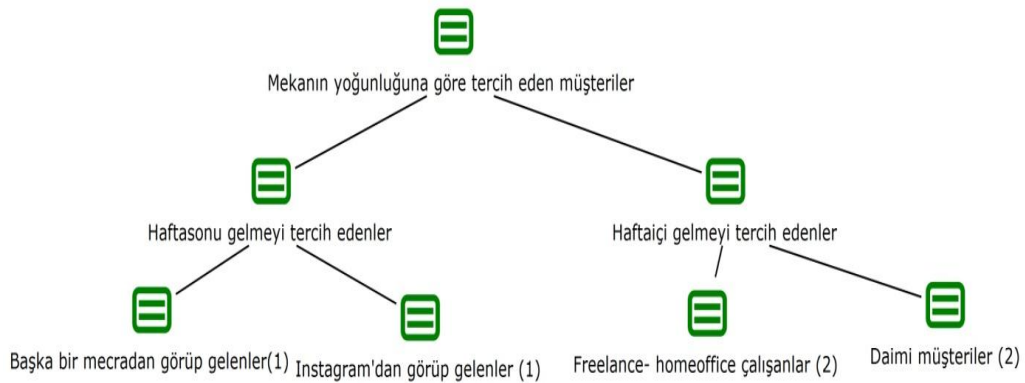 Mekanın yoğunluğuna göre tercih eden müşteriler
Haftasonu gelmeyi tercih edenler
Haftaiçi gelmeyi tercih edenler
Başka bir mecradan görüp gelenler(1)
Instagram'dan görüp gelenler (1)
Freelance- homeoffice çalışanlar (2)
Daimi müşteriler (2)